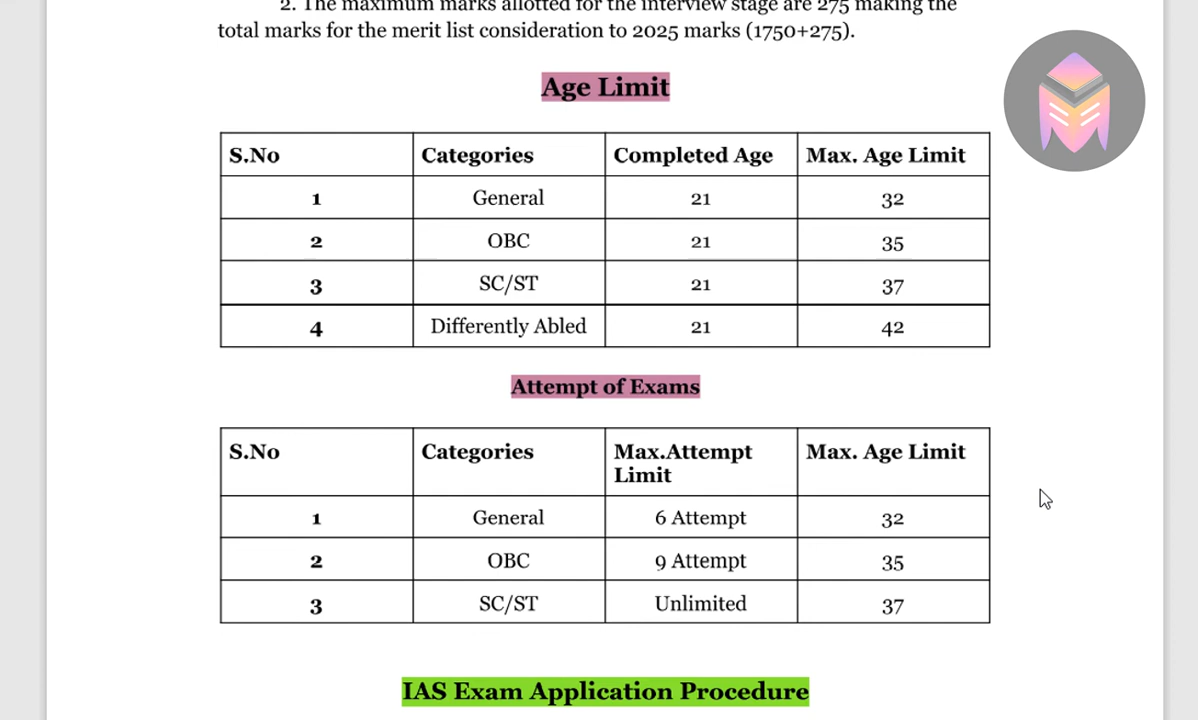 2. The maximum marks allotted for the interview stage are 275 making the
total marks for the merit list consideration to 2025 marks (1750+275).
Age Limit
S.No Categories Completed Age Max. Age Limit
1 General 21 32
2 OBC 21 35
3 SC/ST 21 37
4 Differently Abled 21 42
Attempt of Exams
S.No Categories Max.Attempt Limit Max. Age Limit
1 General 6 Attempt 32
2 OBC 9 Attempt 35
3 SC/ST Unlimited 37
IAS Exam Application Procedure